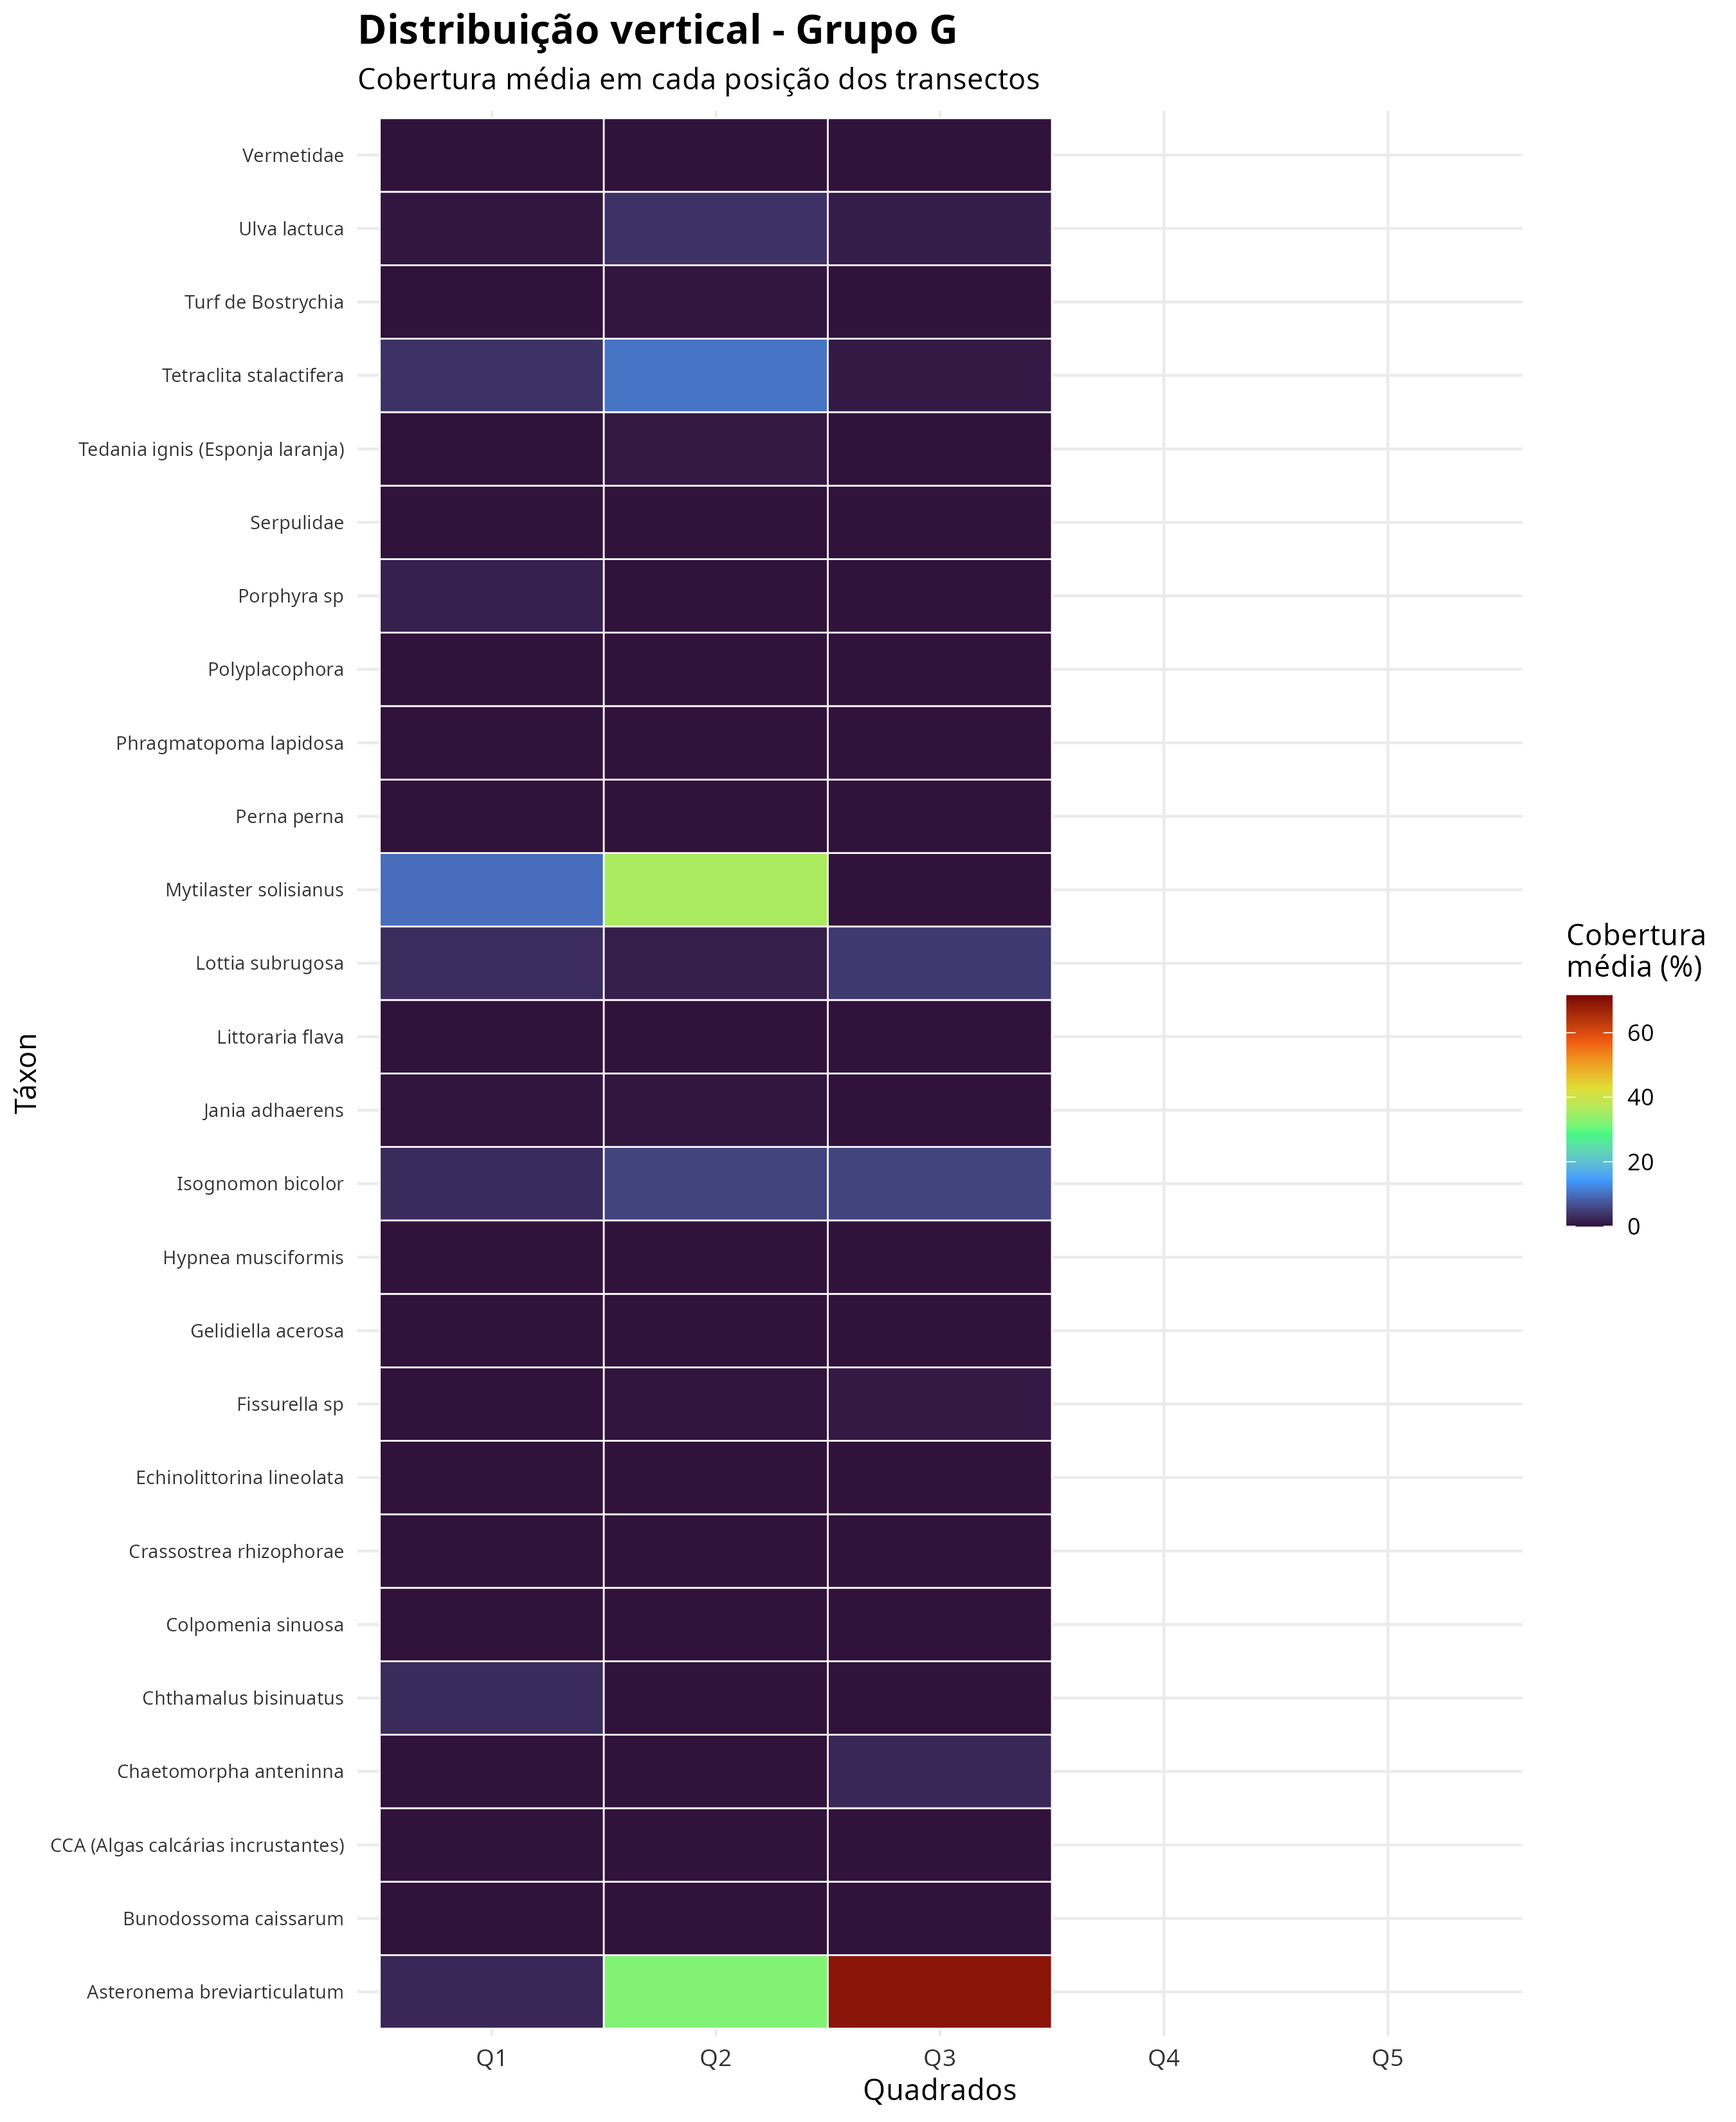 Distribuição vertical - Grupo G
Cobertura média em cada posição dos transectos
Vermetidae
Ulva lactuca
Turf de Bostrychia
Tetraclita stalactifera
Tedania ignis (Esponja laranja)
Serpulidae
Porphyra sp
Polyplacophora
Phragmatopoma lapidosa
Perna perna
Mytilaster solisianus
Lottia subrugosa
Littoraria flava
Jania adhaerens
Isognomon bicolor
Hypnea musciformis
Gelidiella acerosa
Fissurella sp
Echinolittorina lineolata
Crassostrea rhizophorae
Colpomenia sinuosa
Chthamalus bisinuatus
Chaetomorpha anteninna
CCA (Algas calcárias incrustantes)
Bunodossoma caissarum
Asteronema breviarticulatum
Táxon
Q1 Q2 Q3 Q4 Q5
Quadrados
Cobertura
média (%)
60
40
20
0